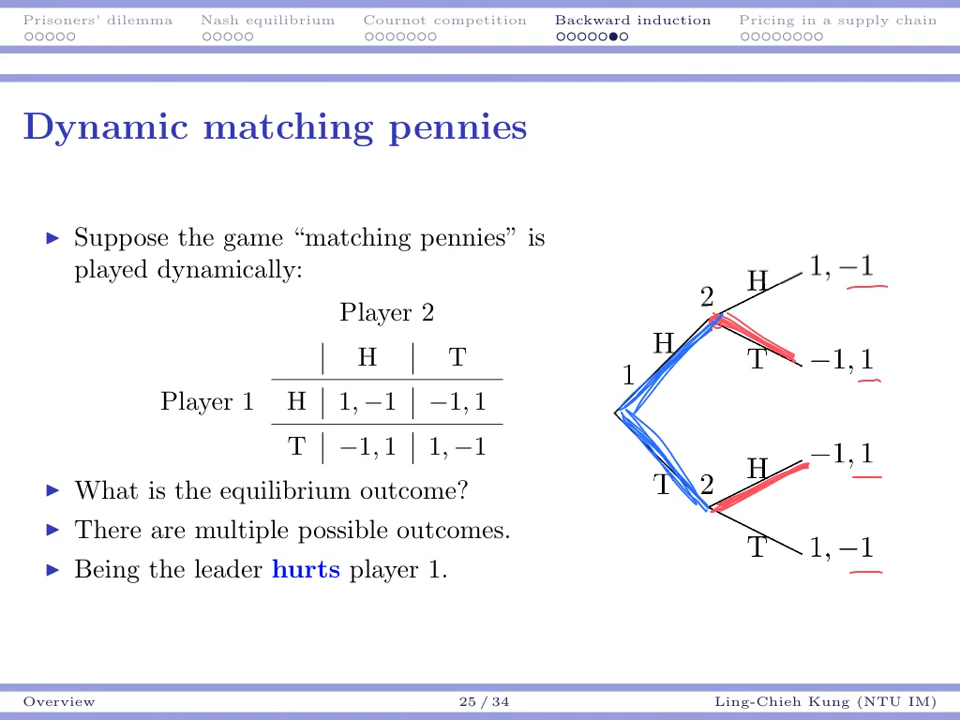 Prisoners' dilemma Nash equilibrium Cournot competition Backward induction Pricing in a supply chain
Dynamic matching pennies
Suppose the game “matching pennies” is
played dynamically:
Player 2
H T
Player 1 H 1, −1 −1, 1
T −1, 1 1, −1
What is the equilibrium outcome?
There are multiple possible outcomes.
Being the leader hurts player 1.
H 1, −1
2
H
T −1, 1
1
H −1, 1
T 2
T 1, −1
Overview 25 / 34 Ling-Chieh Kung (NTU IM)